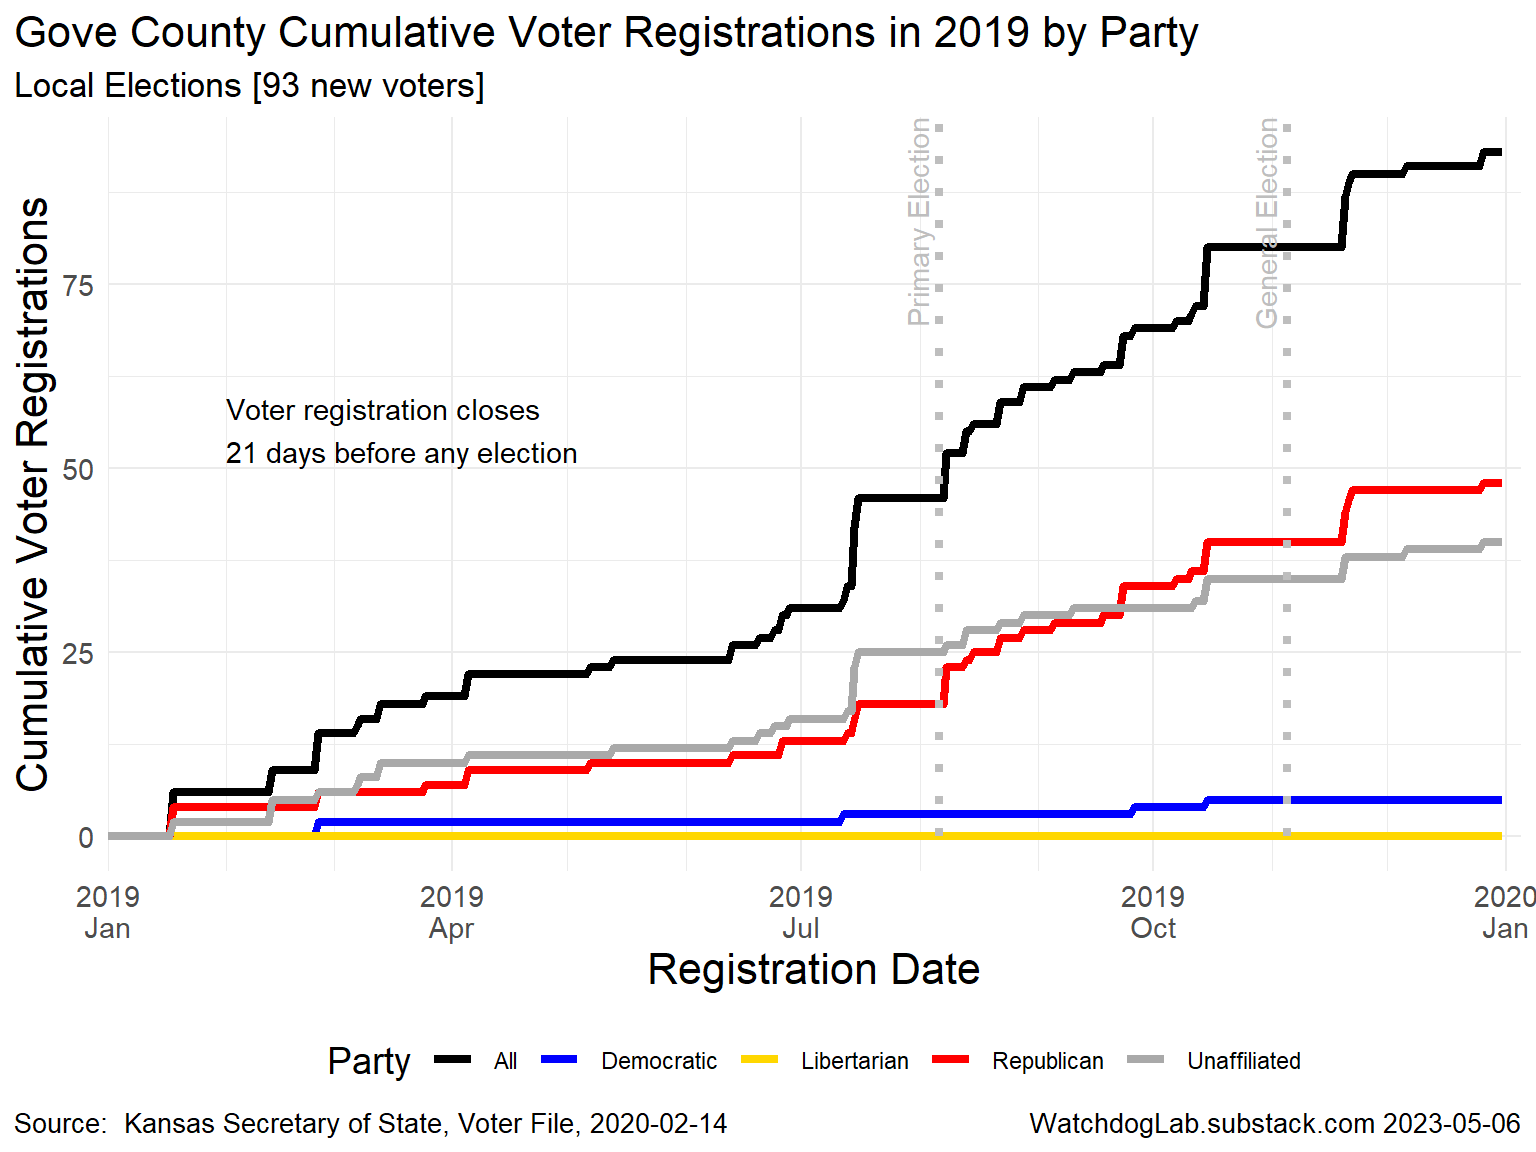 Gove County Cumulative Voter Registrations in 2019 by Party
Local Elections [93 new voters]
Cumulative Voter Registrations
75
50
25
0
Primary Election
General Election
Voter registration closes
21 days before any election
2019
Jan
2019
Apr
2019
Jul
2019
Oct
2020
Jan
Registration Date
Party
All
Democratic
Libertarian
Republican
Unaffiliated
Source:  Kansas Secretary of State, Voter File, 2020-02-14
WatchdogLab.substack.com 2023-05-06